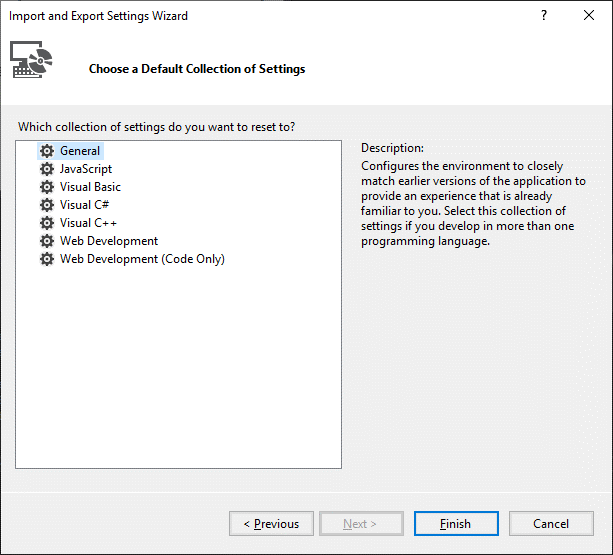 Import and Export Settings Wizard
?
Choose a Default Collection of Settings
Which collection of settings do you want to reset to?
General
JavaScript
Visual Basic
Visual C#
Visual C++
Web Development
Web Development (Code Only)
Description:
Configures the environment to closely
match earlier versions of the application to
provide an experience that is already
familiar to you. Select this collection of
settings if you develop in more than one
programming language.
< Previous
Next >
Finish
Cancel